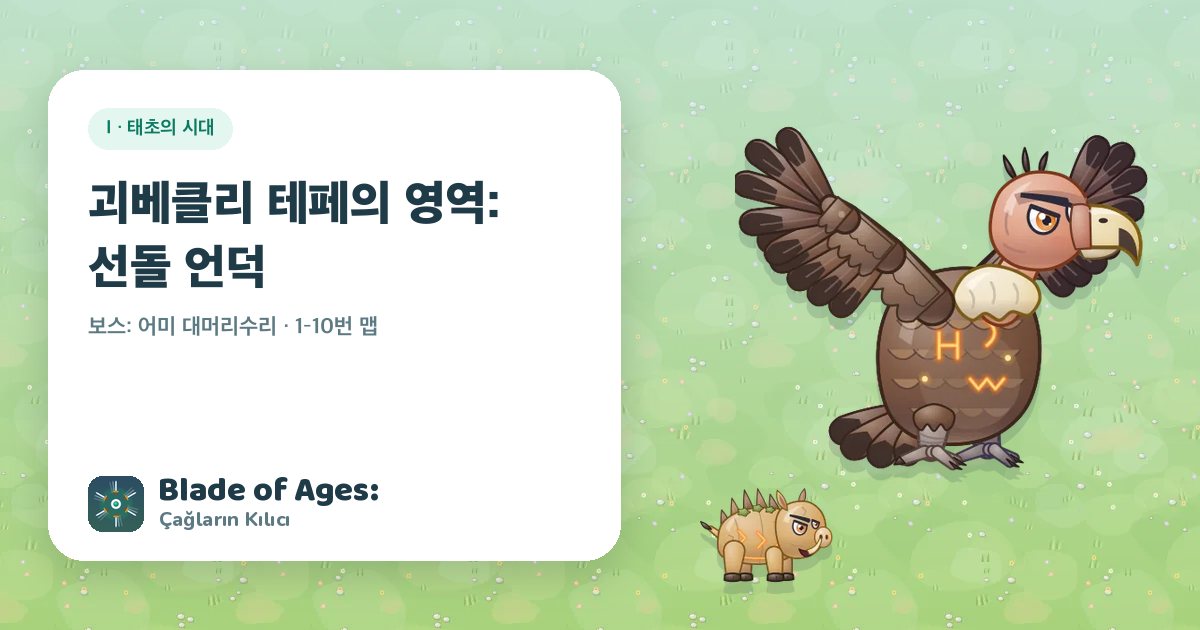 I · 태초의 시대
괴베클리 테페의 영역:
선돌 언덕
보스: 어미 대머리수리 · 1-10번 맵
Blade of Ages:
Çağların Kılıcı